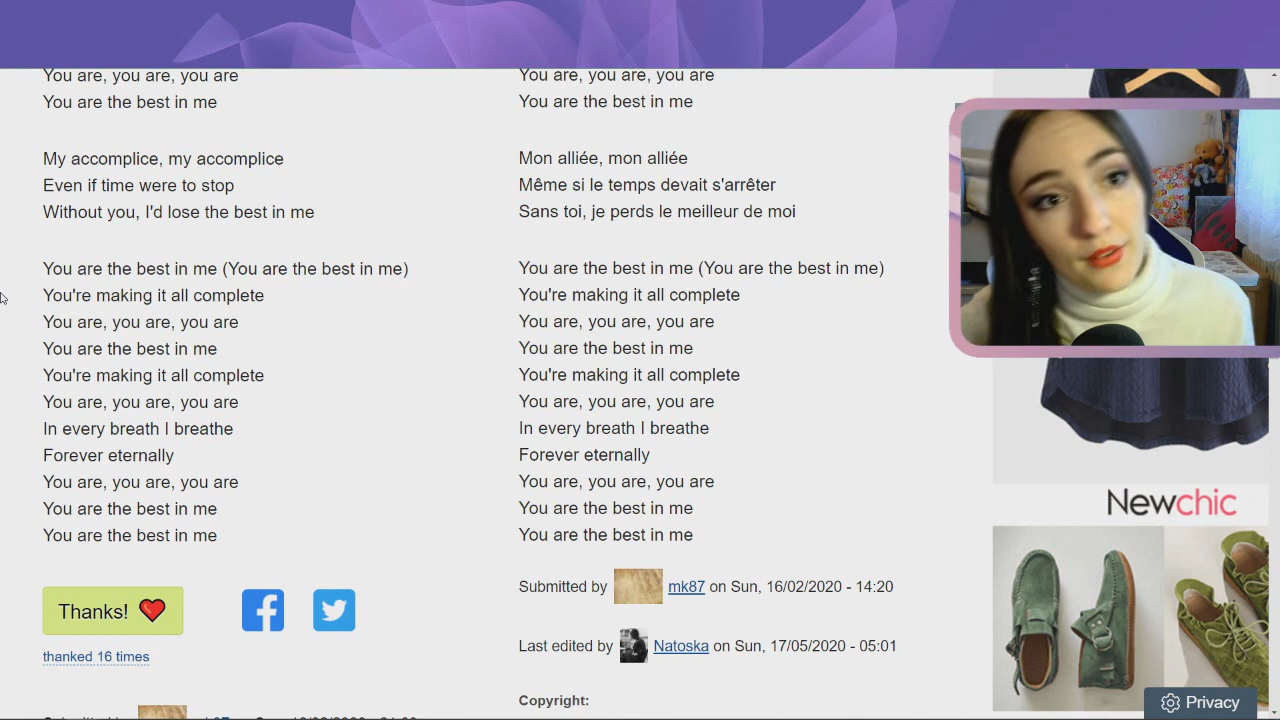 You are, you are, you are
You are the best in me
My accomplice, my accomplice
Even if time were to stop
Without you, I'd lose the best in me
You are the best in me (You are the best in me)
You're making it all complete
You are, you are, you are
You are the best in me
You're making it all complete
You are, you are, you are
In every breath I breathe
Forever eternally
You are, you are, you are
You are the best in me
You are the best in me
Thanks!
thanked 16 times
You are, you are, you are
You are the best in me
Mon alliée, mon alliée
Même si le temps devait s'arrêter
Sans toi, je perds le meilleur de moi
You are the best in me (You are the best in me)
You're making it all complete
You are, you are, you are
You are the best in me
You're making it all complete
You are, you are, you are
In every breath I breathe
Forever eternally
You are, you are, you are
You are the best in me
You are the best in me
Submitted by mk87 on Sun, 16/02/2020 - 14:20
Last edited by Natoska on Sun, 17/05/2020 - 05:01
Copyright:
Newchic
Privacy